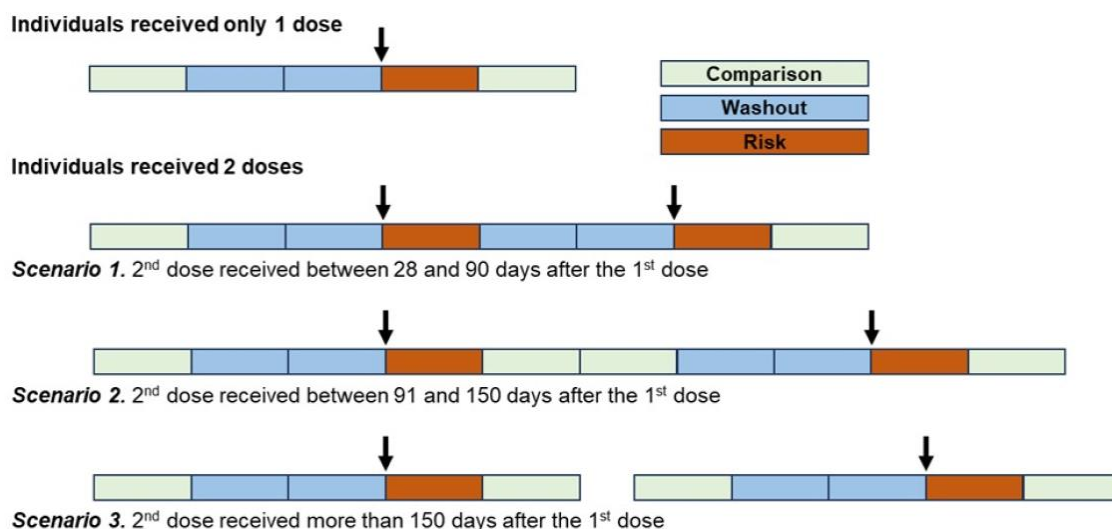 Individuals received only 1 dose
Comparison
Washout
Risk
Individuals received 2 doses
Scenario 1. 2nd dose received between 28 and 90 days after the 1st dose
Scenario 2. 2nd dose received between 91 and 150 days after the 1st dose
Scenario 3. 2nd dose received more than 150 days after the 1st dose